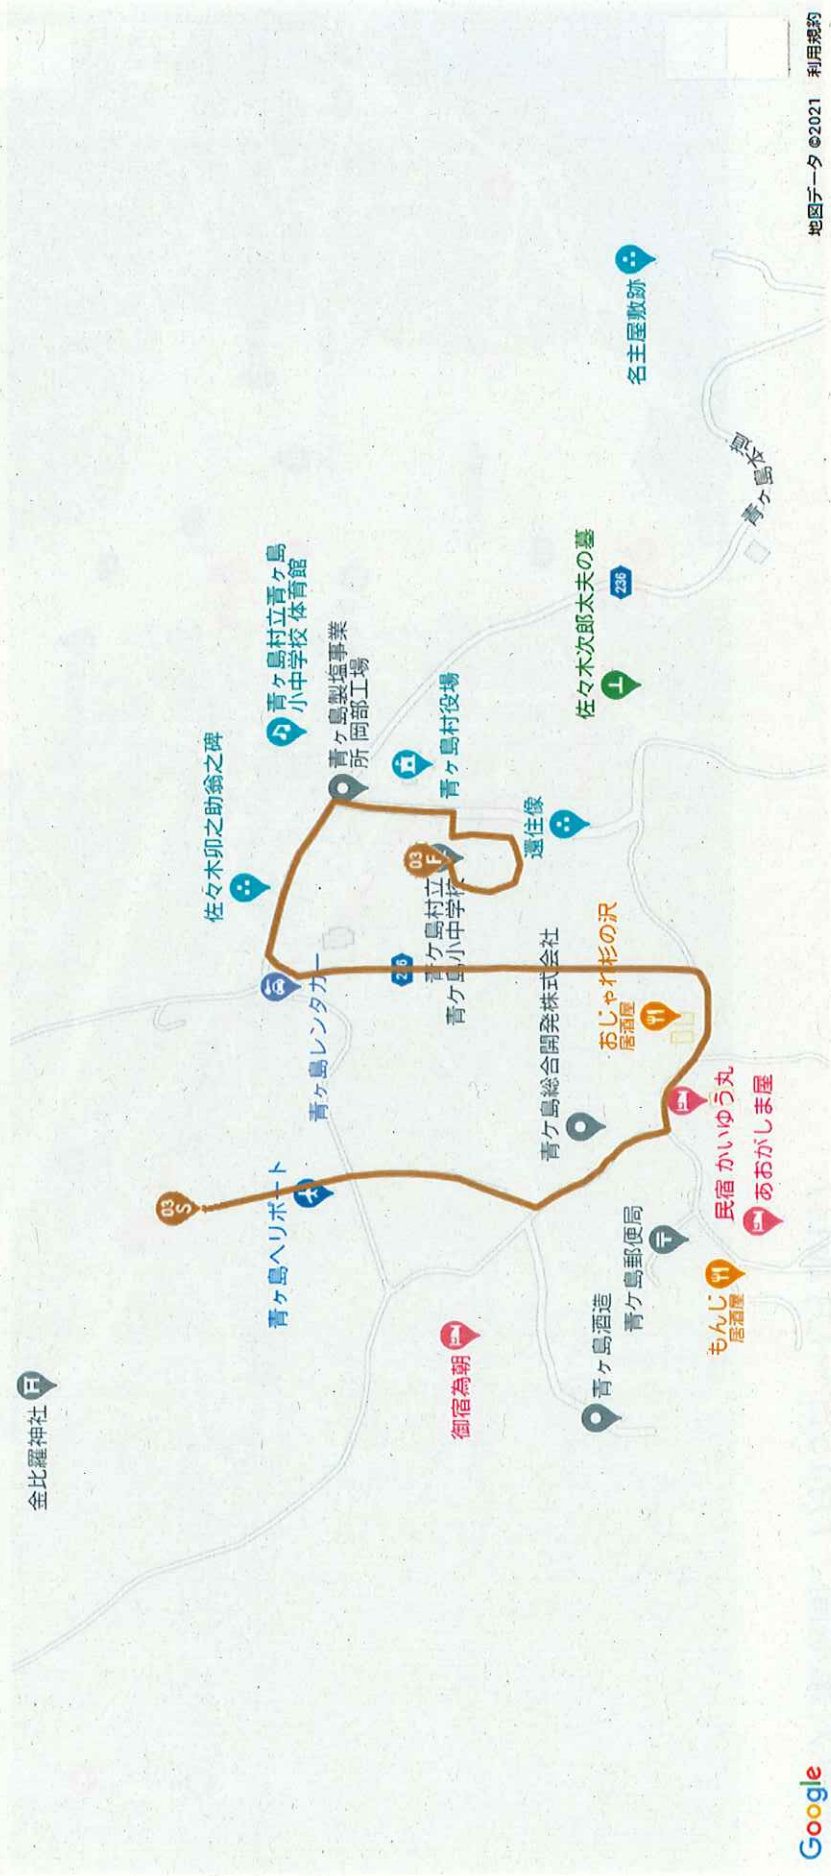 金比羅神社
03
S
青ヶ島ヘリポート
御宿為朝
青ヶ島酒造
青ケ島郵便局
もんじ
居酒屋
あおがしま屋
民宿 かいゆう丸
青ケ島総合開発株式会社
おじゃれ杉の沢
居酒屋
青ヶ島レンタカー
佐々木卯之助翁之碑
青ケ島村立
青ケ島小中学校
03
F
還住像
青ヶ島村役場
青ヶ島製塩事業
所 岡部工場
青ヶ島村立青ヶ島
小中学校 体育館
佐々木次郎太夫の墓
236
名主屋敷跡
Google
地図データ ©2021 利用規約